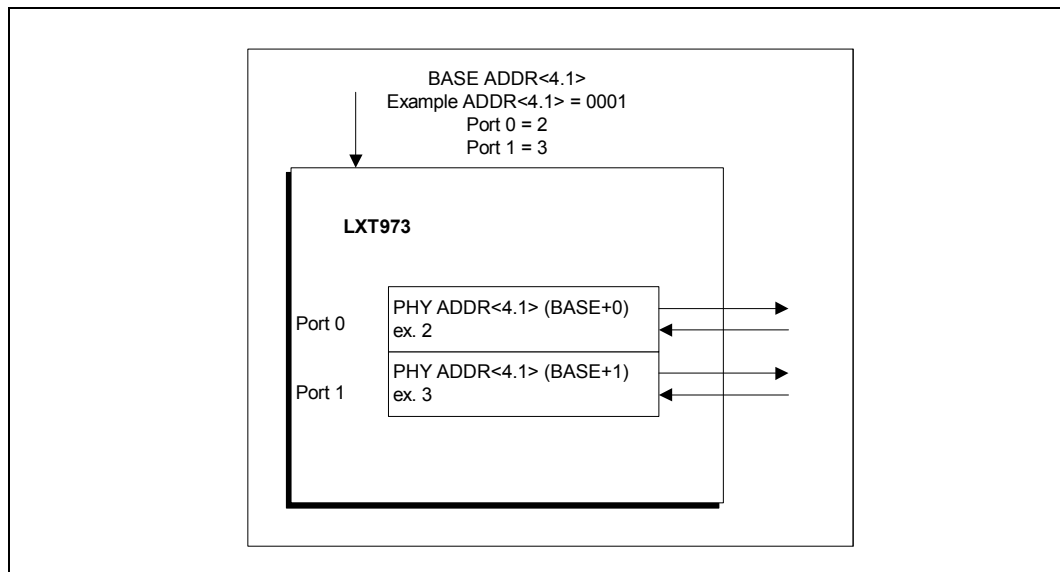 BASE ADDR<4.1>
Example ADDR<4.1> = 0001
Port 0 = 2
Port 1 = 3
LXT973
Port 0
PHY ADDR<4.1> (BASE+0)
ex. 2
Port 1
PHY ADDR<4.1> (BASE+1)
ex. 3